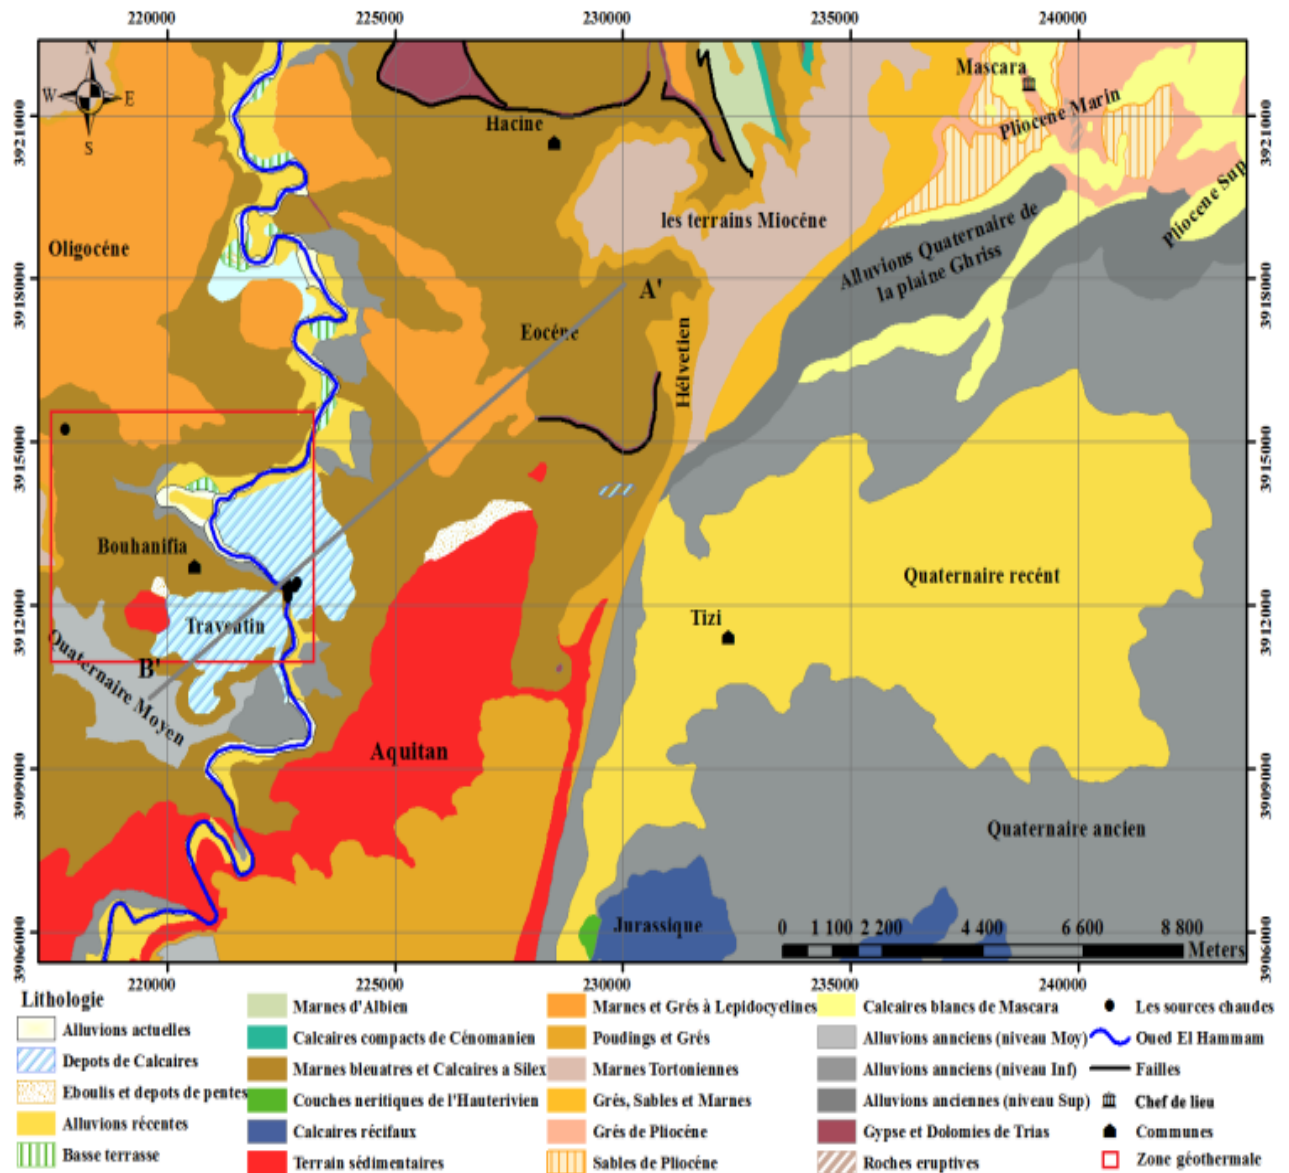 220000 225000 230000 235000 240000
N
W E
S
3921000
3918000
3915000
3912000
3909000
3906000
3921000
3918000
3915000
3912000
3909000
3906000
Mascara
Pliocene Marin
Hacine
Pliocene Sup
les terrains Miocéne
Oligocéne
Alluvions Quaternaire de
la plaine Ghriss
A'
Eocéne
Hélvetien
Bouhanifia
Quaternaire recént
Tizi
Traventin
B'
Quaternaire Moyen
Aquitan
Quaternaire ancien
Jurassique
0 1 100 2 200 4 400 6 600 8 800
Meters
220000 225000 230000 235000 240000
Lithologie
Alluvions actuelles
Depots de Calcaires
Eboulis et depots de pentes
Alluvions récentes
Basse terrasse
Marnes d'Albien
Calcaires compacts de Cénomanien
Marnes bleuatres et Calcaires a Silex
Couches neritiques de l'Hauterivien
Calcaires récifaux
Terrain sédimentaires
Marnes et Grés à Lepidocyelines
Poudings et Grés
Marnes Tortoniennes
Grés, Sables et Marnes
Grés de Pliocéne
Sables de Pliocéne
Calcaires blancs de Mascara
Alluvions anciens (niveau Moy)
Alluvions anciens (niveau Inf)
Alluvions anciennes (niveau Sup)
Gypse et Dolomies de Trias
Roches eruptives
Les sources chaudes
Oued El Hammam
Failles
Chef de lieu
Communes
Zone géothermale